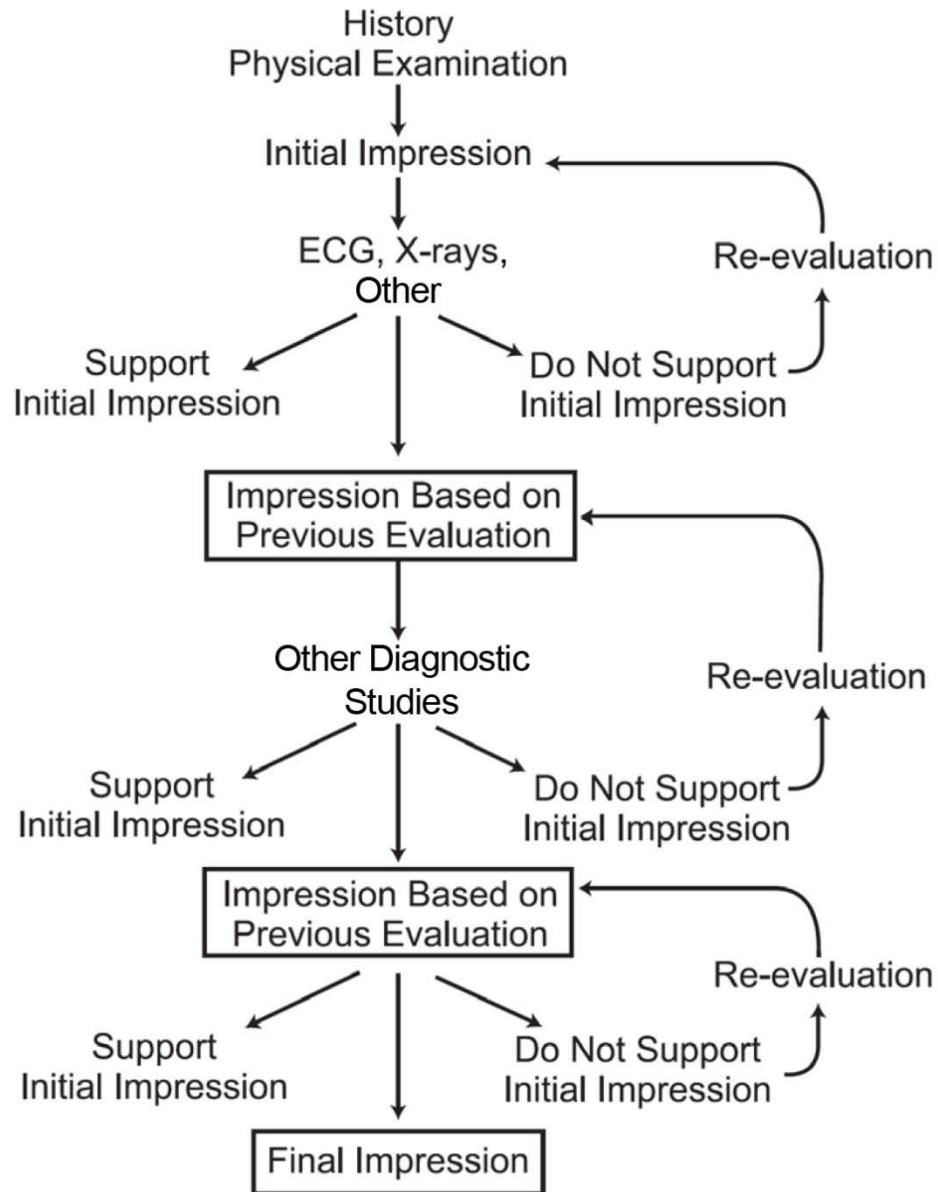 History
Physical Examination
Initial Impression
Re-evaluation
ECG, X-rays,
Other
Support
Initial Impression
Do Not Support
Initial Impression
Impression Based on
Previous Evaluation
Other Diagnostic
Studies
Re-evaluation
Support
Initial Impression
Do Not Support
Initial Impression
Impression Based on
Previous Evaluation
Re-evaluation
Support
Initial Impression
Do Not Support
Initial Impression
Final Impression